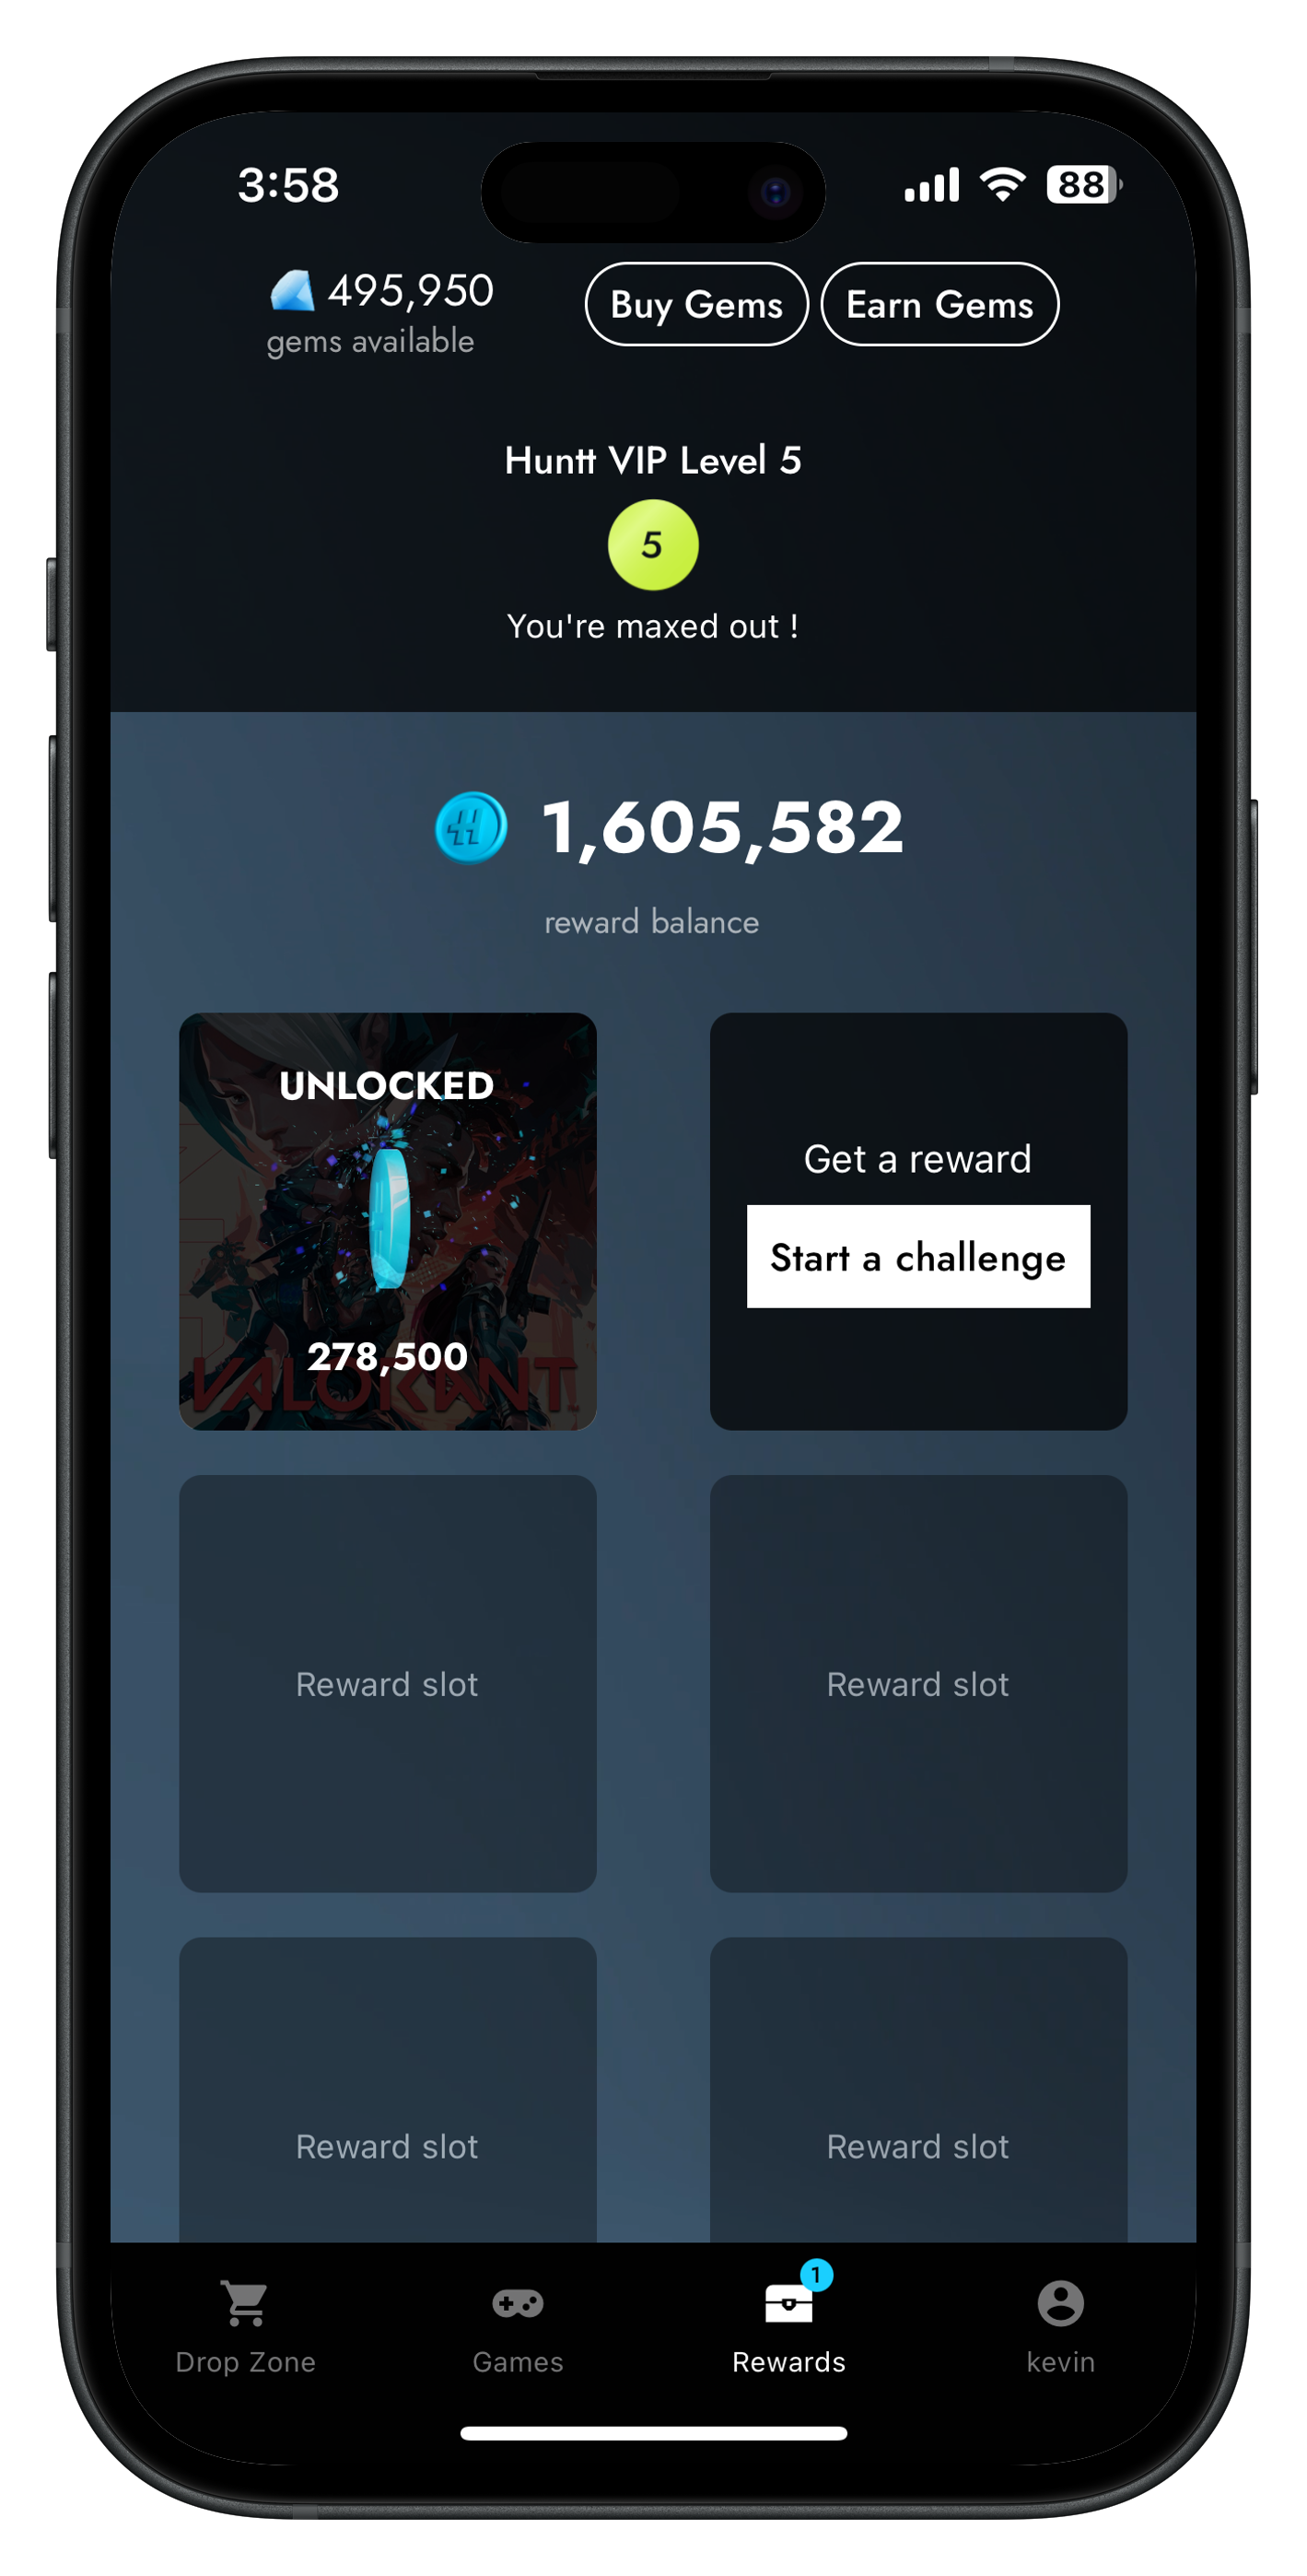 3:58
88
495,950
gems available
Buy Gems
Earn Gems
Huntt VIP Level 5
5
You're maxed out !
1,605,582
reward balance
UNLOCKED
278,500
VALORANT
Get a reward
Start a challenge
Reward slot
Reward slot
Reward slot
Reward slot
1
Drop Zone
Games
Rewards
kevin